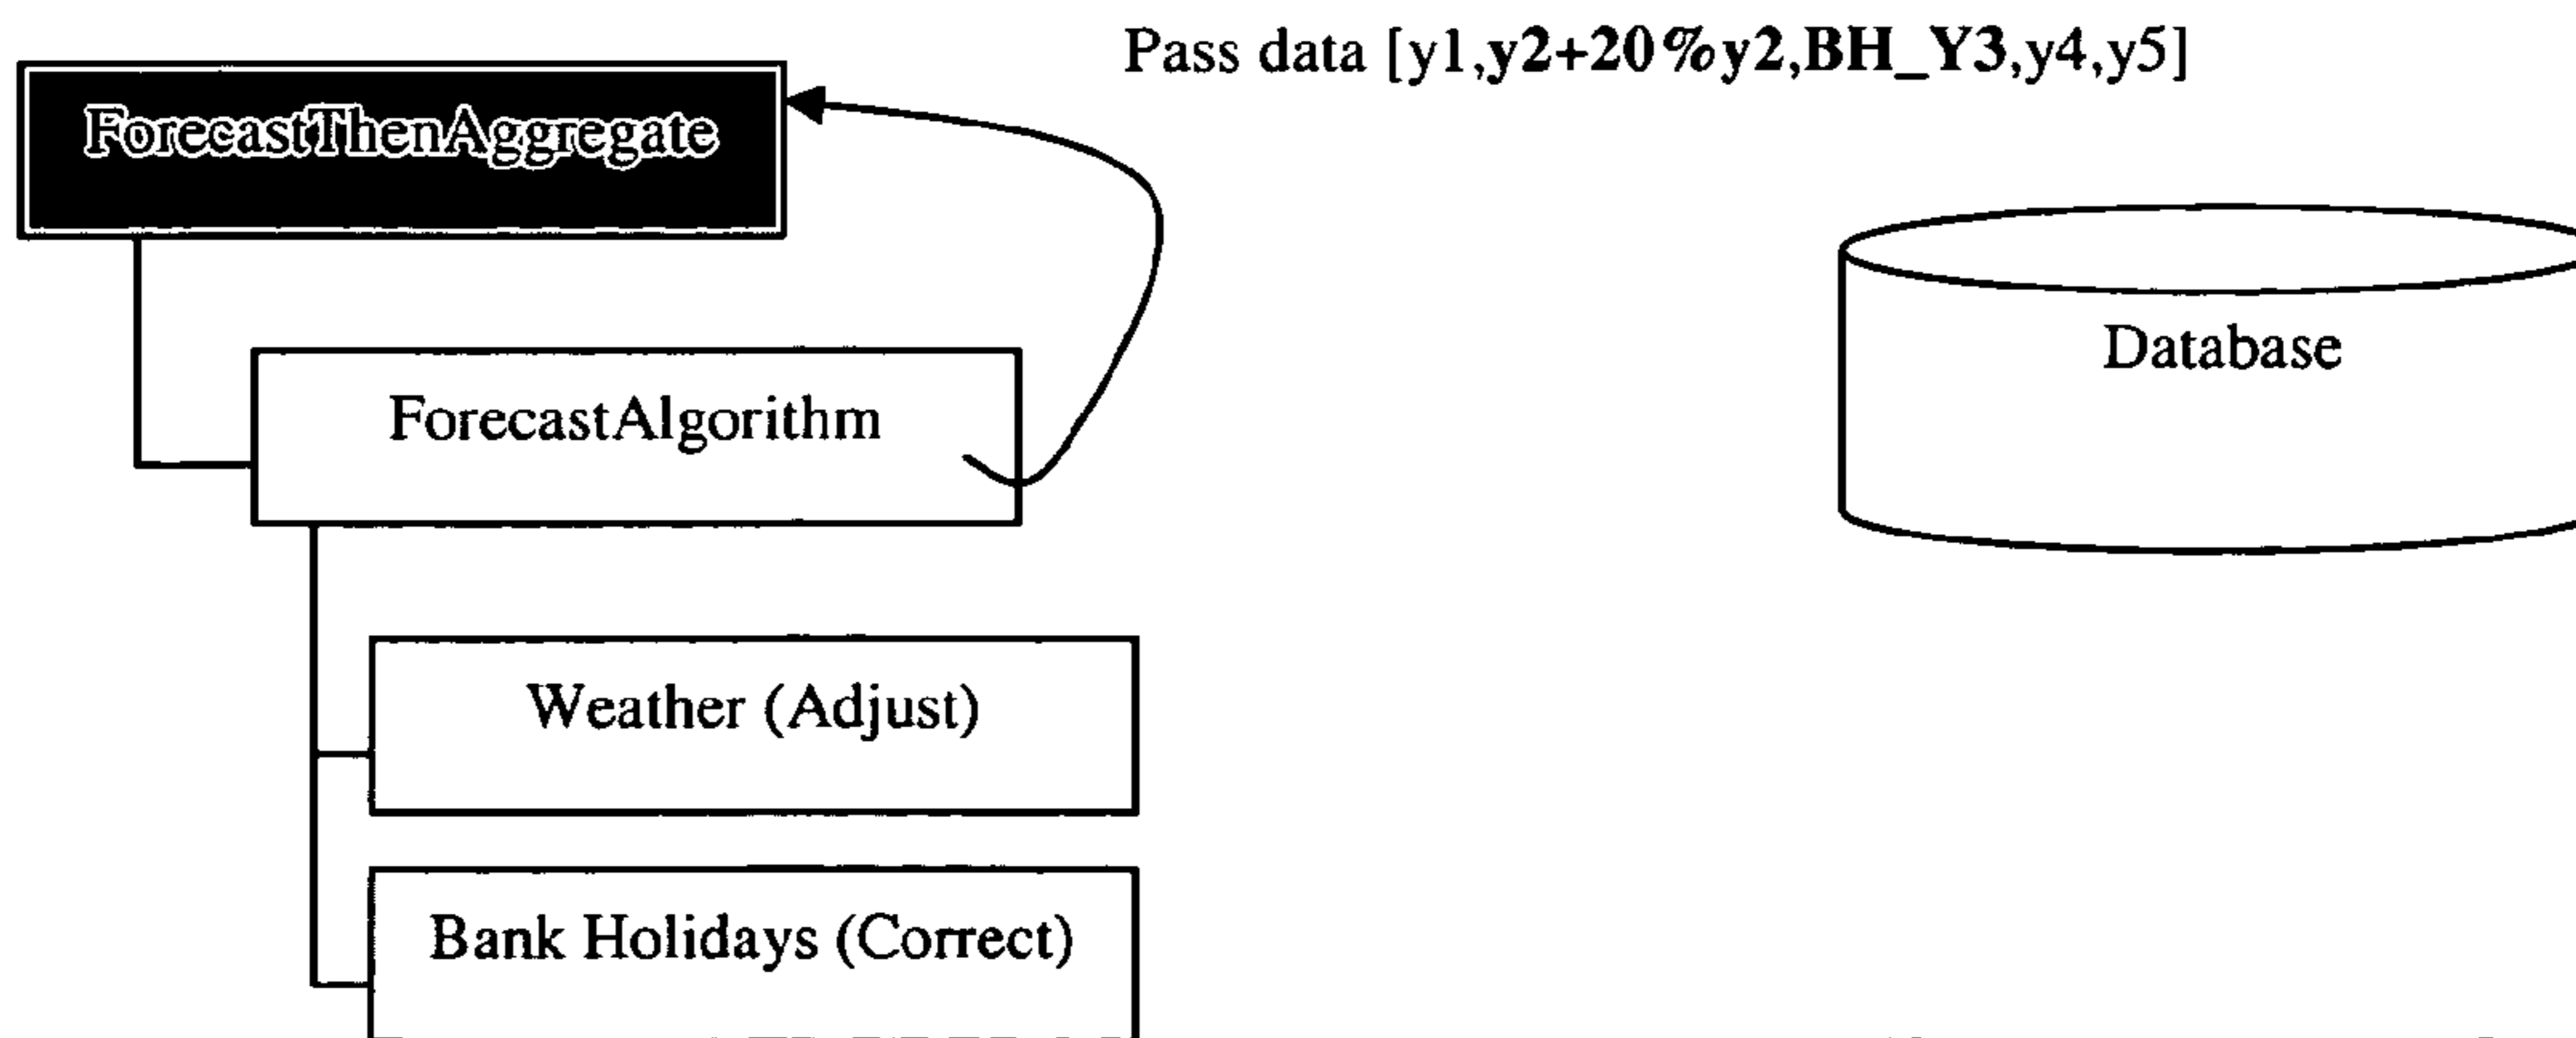 Pass data [y1,y2+20%y2,BH_Y3,y4,y5]
ForecastThenAggregate
Database
ForecastAlgorithm
Weather (Adjust)
Bank Holidays (Correct)